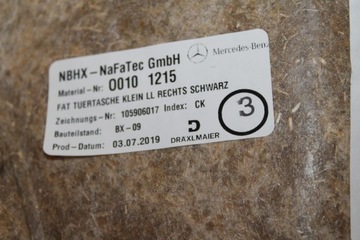 NBHX-NaFaTec GmbH
Mercedes-Benz
Material-Nr: 0010 1215
FAT TUERTASCHE KLEIN LL RECHTS SCHWARZ
Zeichnungs-Nr: 105906017 Index: CK
Bauteilstand: BX-09
Prod-Datum: 03.07.2019
DRÄXLMAIER
3